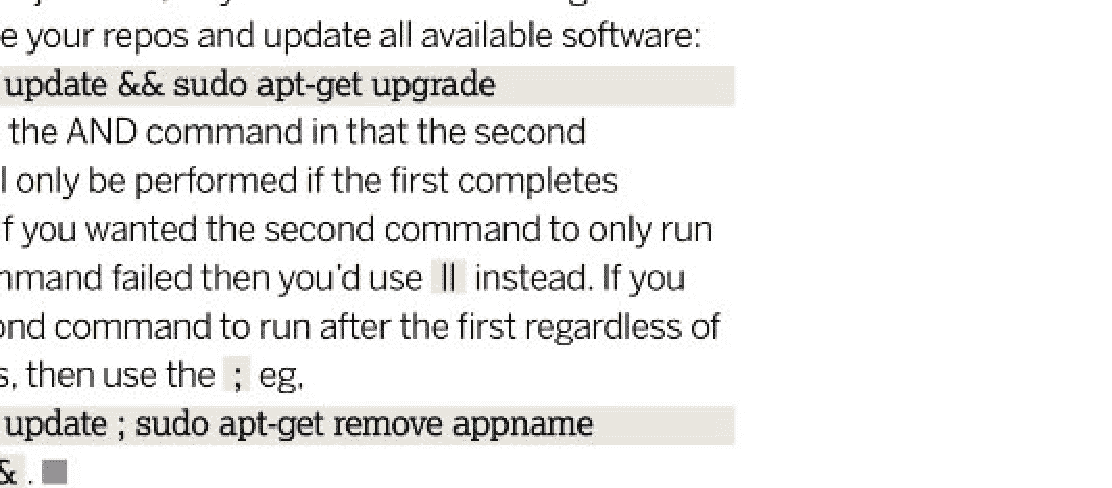 e your repos and update all available software:
update && sudo apt-get upgrade
the AND command in that the second
l only be performed if the first completes
f you wanted the second command to only run
mmand failed then you'd use || instead. If you
ond command to run after the first regardless of
s, then use the ; eg,
update ; sudo apt-get remove appname
& .